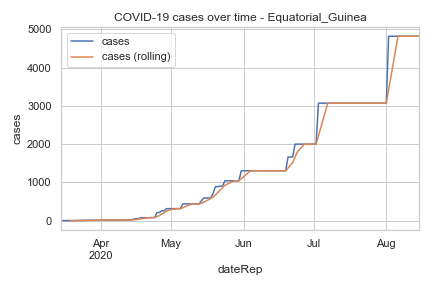 COVID-19 cases over time - Equatorial_Guinea
cases
cases (rolling)
5000
4000
3000
2000
1000
0
cases
Apr
2020
May
Jun
Jul
Aug
dateRep